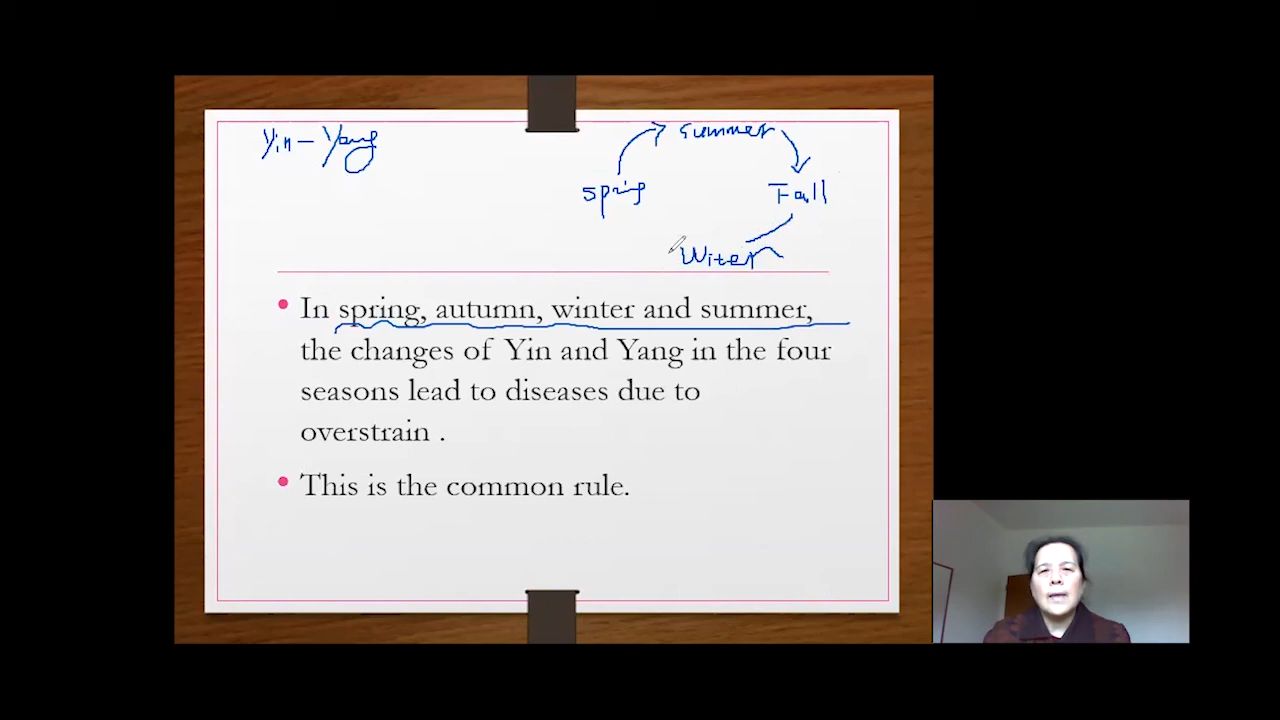 Yin - Yang
summer
spring
Fall
Witer
• In spring, autumn, winter and summer,
the changes of Yin and Yang in the four
seasons lead to diseases due to
overstrain .
• This is the common rule.